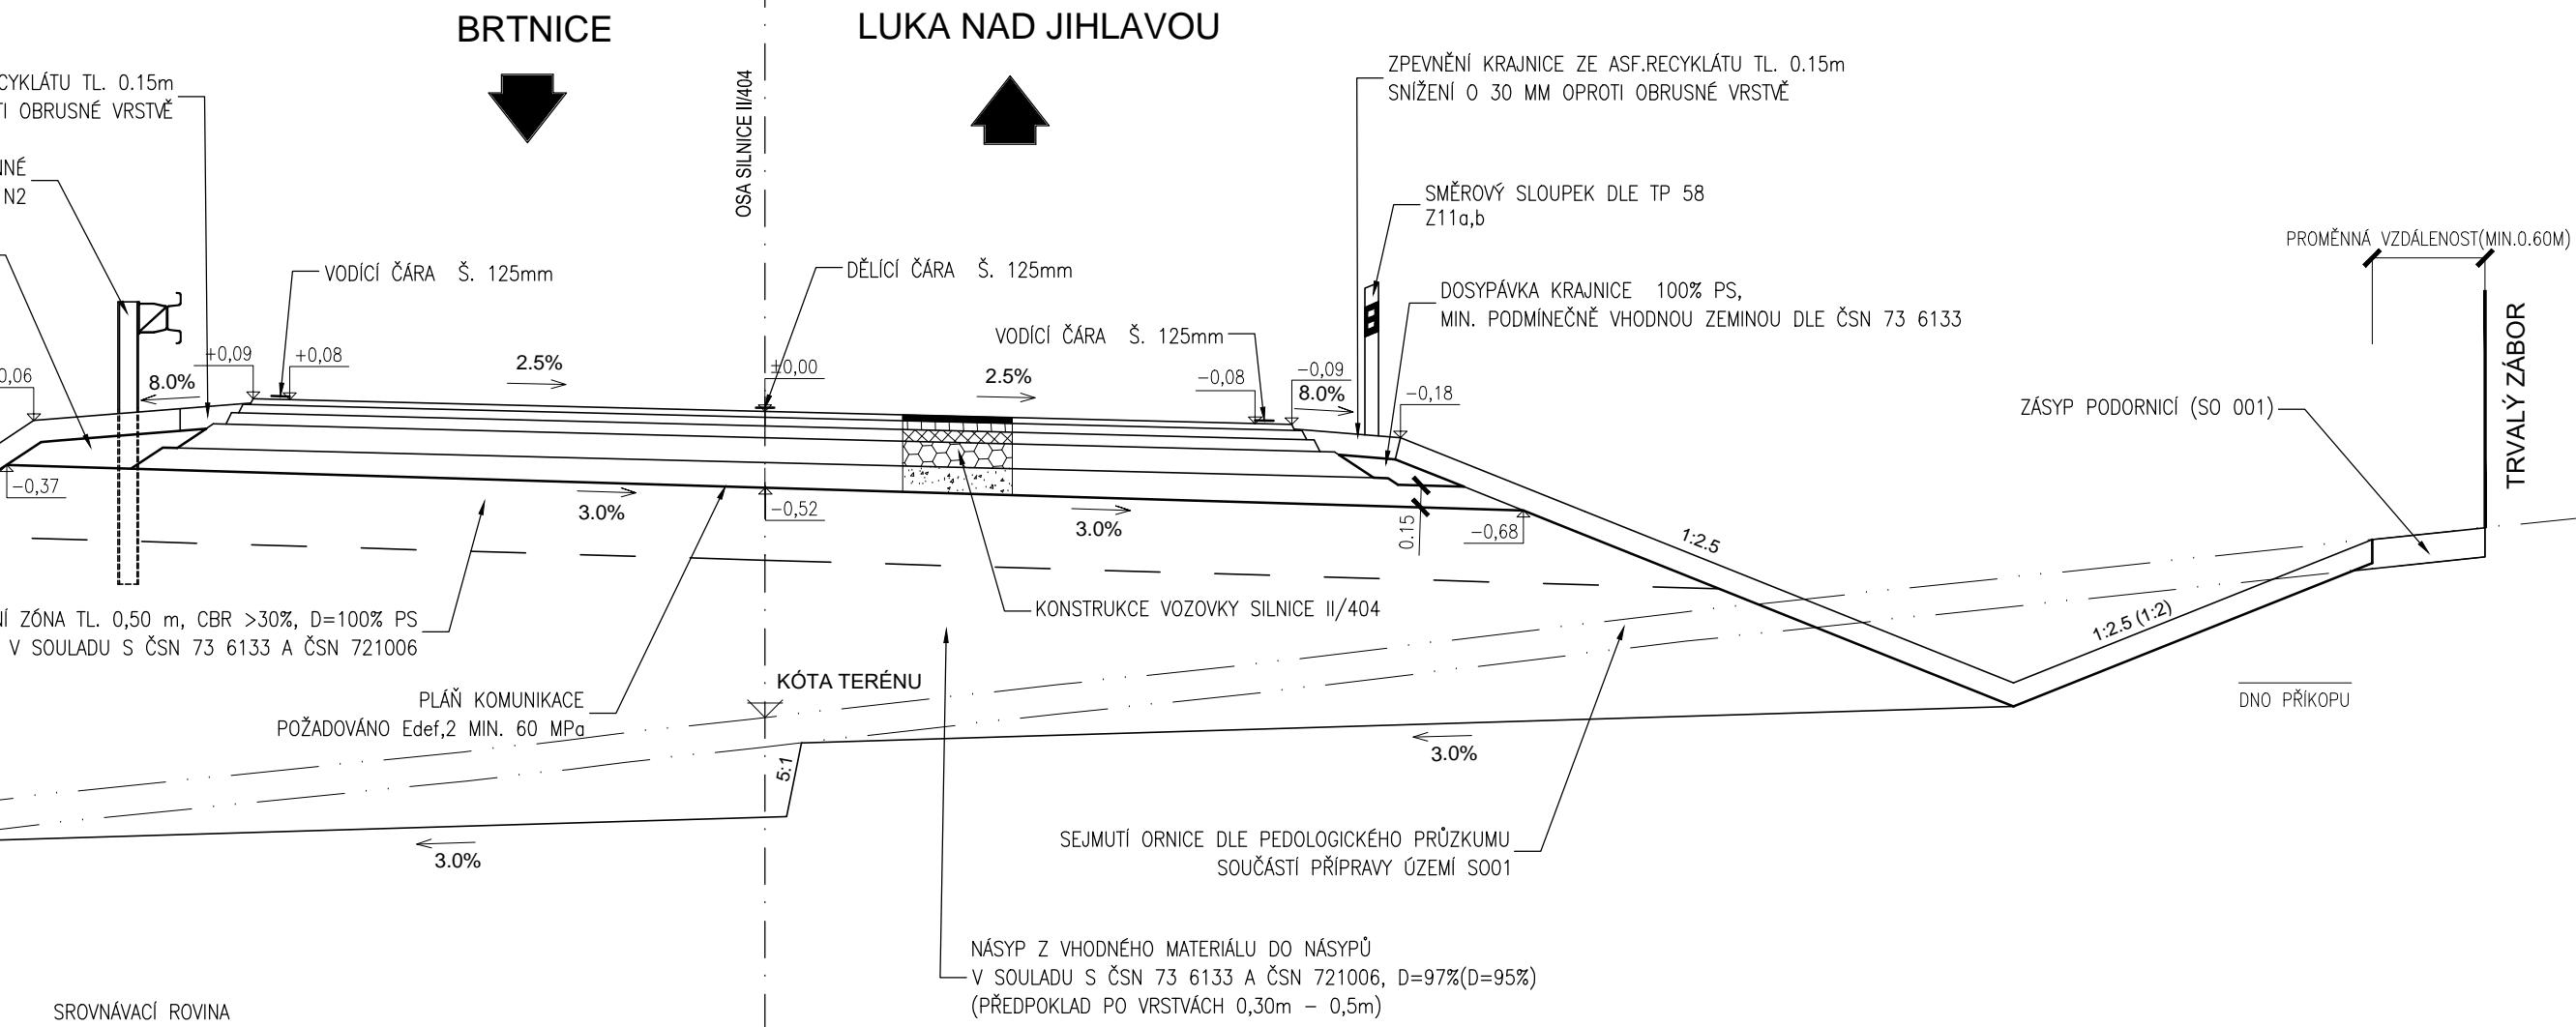 BRTNICE
LUKA NAD JIHLAVOU
OSA SILNICE II/404
CYKLÁTU TL. 0.15m
TI OBRUSNÉ VRSTVĚ
NNÉ
N2
ZPEVNĚNÍ KRAJNICE ZE ASF.RECYKLÁTU TL. 0.15m
SNÍŽENÍ O 30 MM OPROTI OBRUSNÉ VRSTVĚ
SMĚROVÝ SLOUPEK DLE TP 58
Z11a,b
PROMĚNNÁ VZDÁLENOST(MIN.0.60M)
VODÍCÍ ČÁRA Š. 125mm
DĚLÍCÍ ČÁRA Š. 125mm
VODÍCÍ ČÁRA Š. 125mm
DOSYPÁVKA KRAJNICE 100% PS,
MIN. PODMÍNEČNĚ VHODNOU ZEMINOU DLE ČSN 73 6133
TRVALÝ ZÁBOR
ZÁSYP PODORNICÍ (SO 001)
0,06
8.0%
+0,09
+0,08
2.5%
±0,00
2.5%
-0,08
-0,09
8.0%
-0,18
-0,37
3.0%
-0,52
3.0%
0.15
-0,68
1:2.5
1:2.5 (1:2)
NÍ ZÓNA TL. 0,50 m, CBR >30%, D=100% PS
V SOULADU S ČSN 73 6133 A ČSN 721006
KONSTRUKCE VOZOVKY SILNICE II/404
PLÁŇ KOMUNIKACE
POŽADOVÁNO Edef,2 MIN. 60 MPa
KÓTA TERÉNU
DNO PŘÍKOPU
5:1
3.0%
3.0%
SEJMUTÍ ORNICE DLE PEDOLOGICKÉHO PRŮZKUMU
SOUČÁSTÍ PŘÍPRAVY ÚZEMÍ SO01
NÁSYP Z VHODNÉHO MATERIÁLU DO NÁSYPŮ
V SOULADU S ČSN 73 6133 A ČSN 721006, D=97%(D=95%)
(PŘEDPOKLAD PO VRSTVÁCH 0,30m - 0,5m)
SROVNÁVACÍ ROVINA